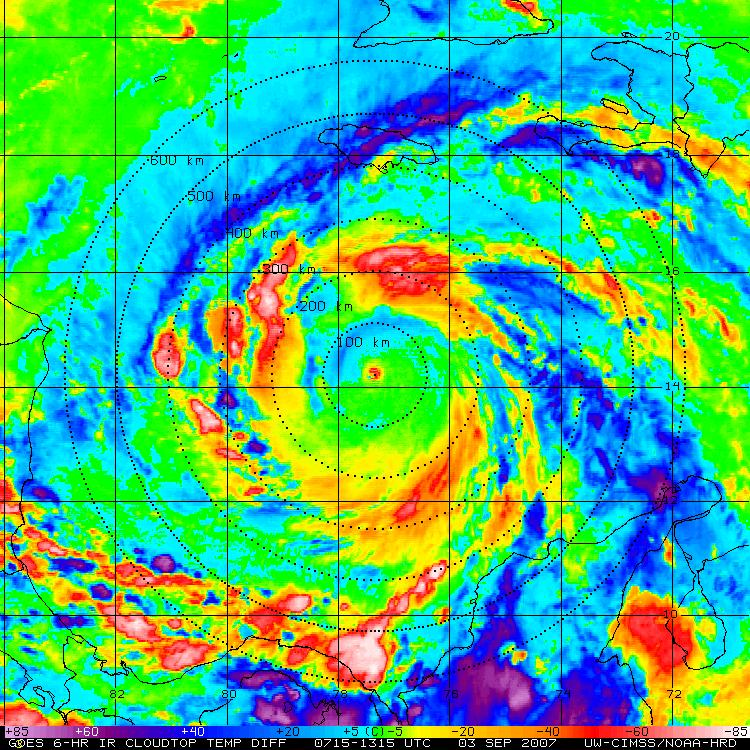 20
600 km
18
500 km
400 km
300 km
16
200 km
100 km
14
10
82 80 78 76 74 72
+85 +60 +40 +20 +5 (C) -5 -20 -40 -60 -85
GOES 6-HR IR CLOUDTOP TEMP DIFF 0715-1315 UTC 03 SEP 2007 UW-CIMSS/NOAA-HRD